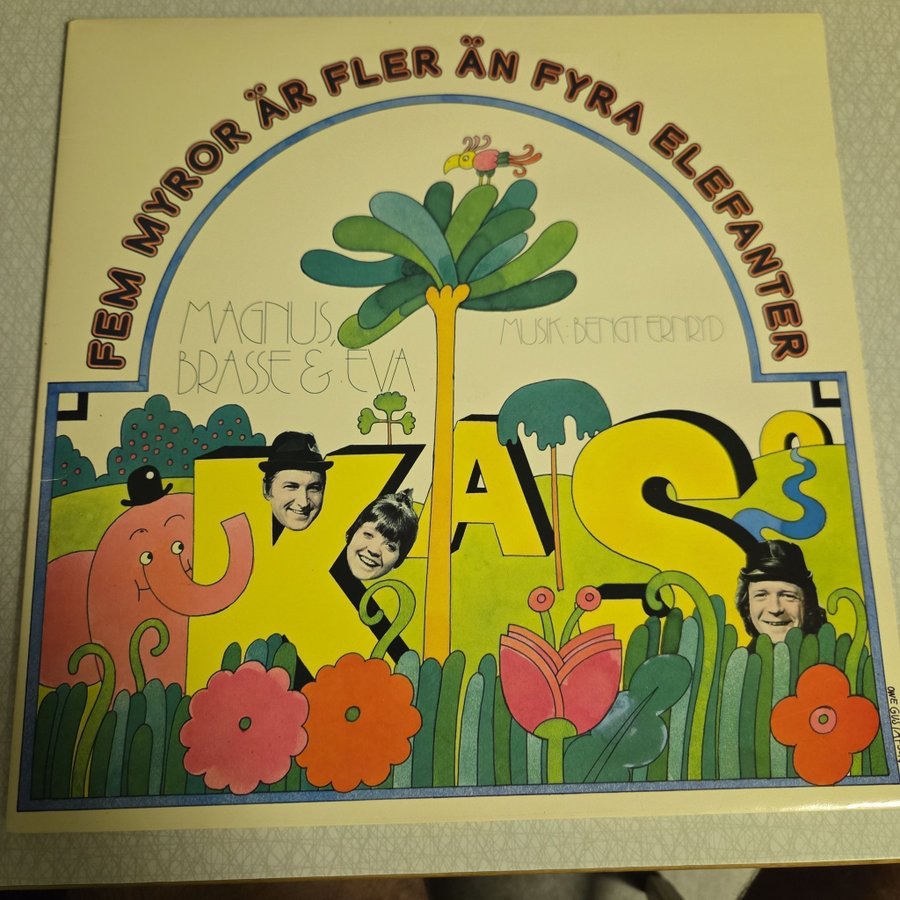 FEM MYROR ÄR FLER ÄN FYRA ELEFANTER
MAGNUS,
BRASSE & EVA
MUSIK: BENGT ERNRYD
KAS